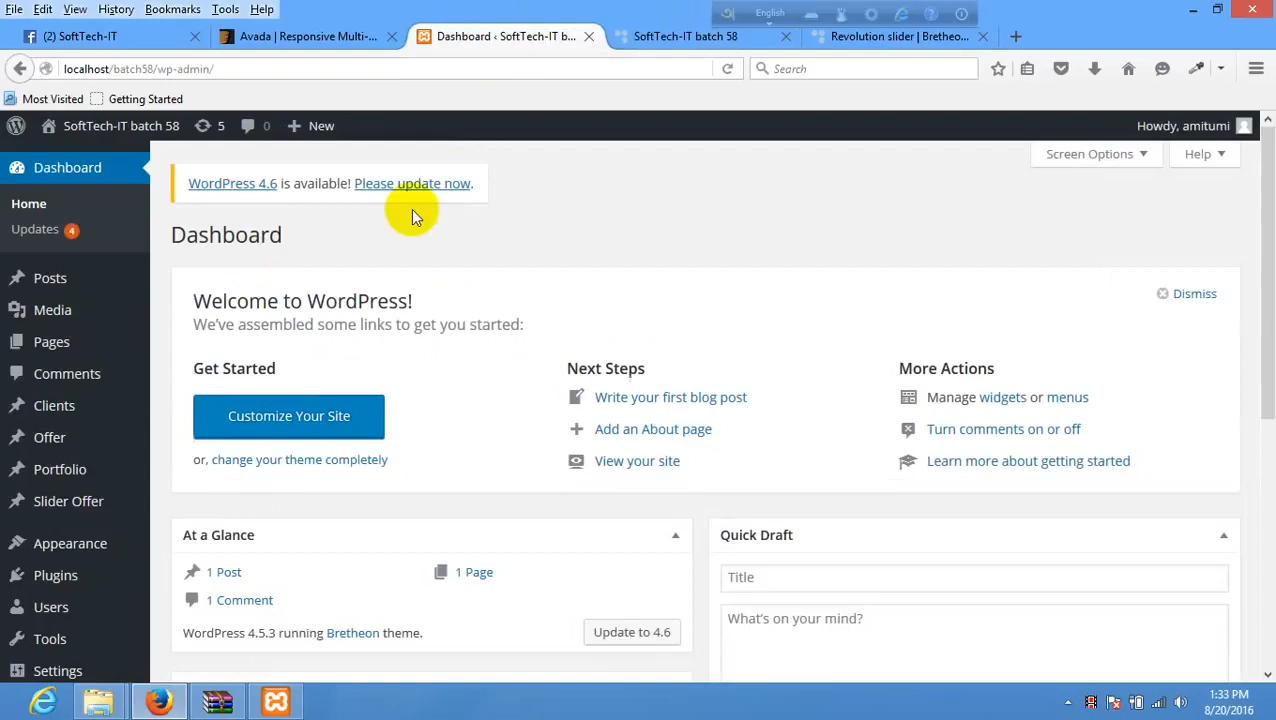 File Edit View History Bookmarks Tools Help
English
(2) SoftTech-IT
Avada | Responsive Multi-...
Dashboard ‹ SoftTech-IT b...
SoftTech-IT batch 58
Revolution slider | Bretheo...
localhost/batch58/wp-admin/
Search
Most Visited Getting Started
SoftTech-IT batch 58 5 0 New
Howdy, amitumi
Dashboard
Home
Updates 4
Posts
Media
Pages
Comments
Clients
Offer
Portfolio
Slider Offer
Appearance
Plugins
Users
Tools
Settings
Screen Options
Help
WordPress 4.6 is available! Please update now.
Dashboard
Welcome to WordPress!
We've assembled some links to get you started:
Dismiss
Get Started
Customize Your Site
or, change your theme completely
Next Steps
Write your first blog post
Add an About page
View your site
More Actions
Manage widgets or menus
Turn comments on or off
Learn more about getting started
At a Glance
1 Post
1 Page
1 Comment
WordPress 4.5.3 running Bretheon theme.
Update to 4.6
Quick Draft
Title
What's on your mind?
1:33 PM
8/20/2016